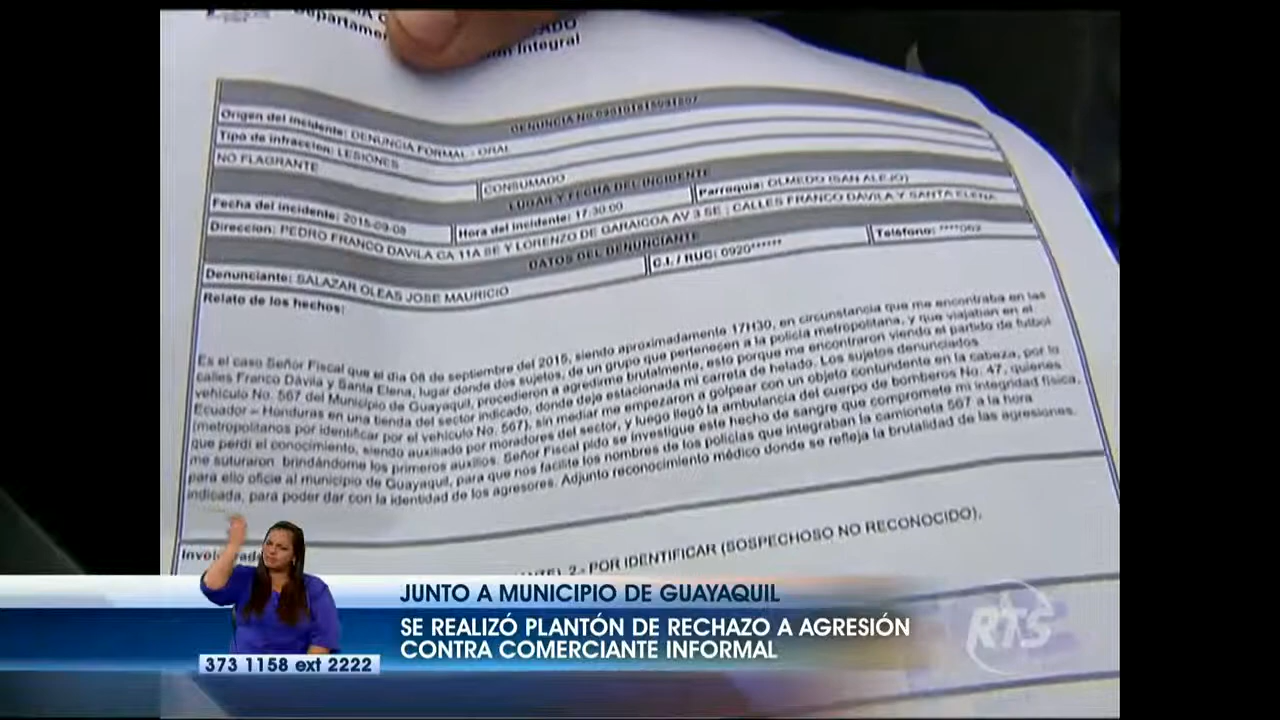 Departamen
ón Integral
DENUNCIA No.
Origen del incidente: DENUNCIA FORMAL - ORAL
Tipo de infraccion: LESIONES
NO FLAGRANTE
CONSUMADO
LUGAR Y FECHA DEL INCIDENTE
Fecha del incidente: 2015-09-08
Hora del incidente: 17:30:00
Parroquia: OLMEDO (SAN ALEJO)
Direccion: PEDRO FRANCO DAVILA CA 11A SE Y LORENZO DE GARAICOA AV 3 SE ; CALLES FRANCO DAVILA Y SANTA ELENA
DATOS DEL DENUNCIANTE
Denunciante: SALAZAR OLEAS JOSE MAURICIO
C.I. / RUC: 0920******
Teléfono:
Relato de los hechos:
Es el caso Señor Fiscal que el día 08 de septiembre del 2015, siendo aproximadamente 17H30, en circunstancia que me encontraba en las
calles Franco Dávila y Santa Elena, lugar donde dos sujetos, de un grupo que pertenecen a la policía metropolitana, y que viajaban en el
vehículo No. 567 del Municipio de Guayaquil, procedieron a agredirme brutalmente, esto porque me encontraron viendo el partido de futbol
Ecuador – Honduras en una tienda del sector indicado, donde deje estacionada mi carreta de helado. Los sujetos denunciados
(metropolitanos por identificar por el vehículo No. 567), sin mediar me empezaron a golpear con un objeto contundente en la cabeza, por lo
que perdí el conocimiento, siendo auxiliado por moradores del sector, y luego llegó la ambulancia del cuerpo de bomberos No. 47, quienes
me suturaron brindándome los primeros auxilios. Señor Fiscal pido se investigue este hecho de sangre que compromete mi integridad física,
para ello oficie al municipio de Guayaquil, para que nos facilite los nombres de los policías que integraban la camioneta 567 a la hora
indicada, para poder dar con la identidad de los agresores. Adjunto reconocimiento médico donde se refleja la brutalidad de las agresiones.
2.- POR IDENTIFICAR (SOSPECHOSO NO RECONOCIDO),
JUNTO A MUNICIPIO DE GUAYAQUIL
SE REALIZÓ PLANTÓN DE RECHAZO A AGRESIÓN
CONTRA COMERCIANTE INFORMAL
373 1158 ext 2222
RTS